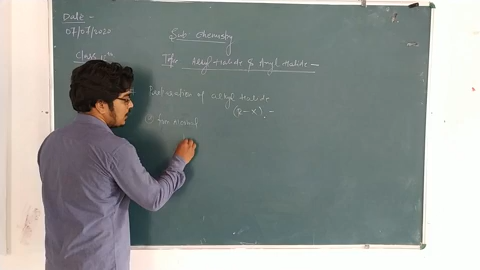 Date -
07/07/2020
Sub chemistry
Class 12th
Topic Alkyl Halide & Aryl Halide -
Preparation of alkyl Halide
(R-X) :-
from Alcohol